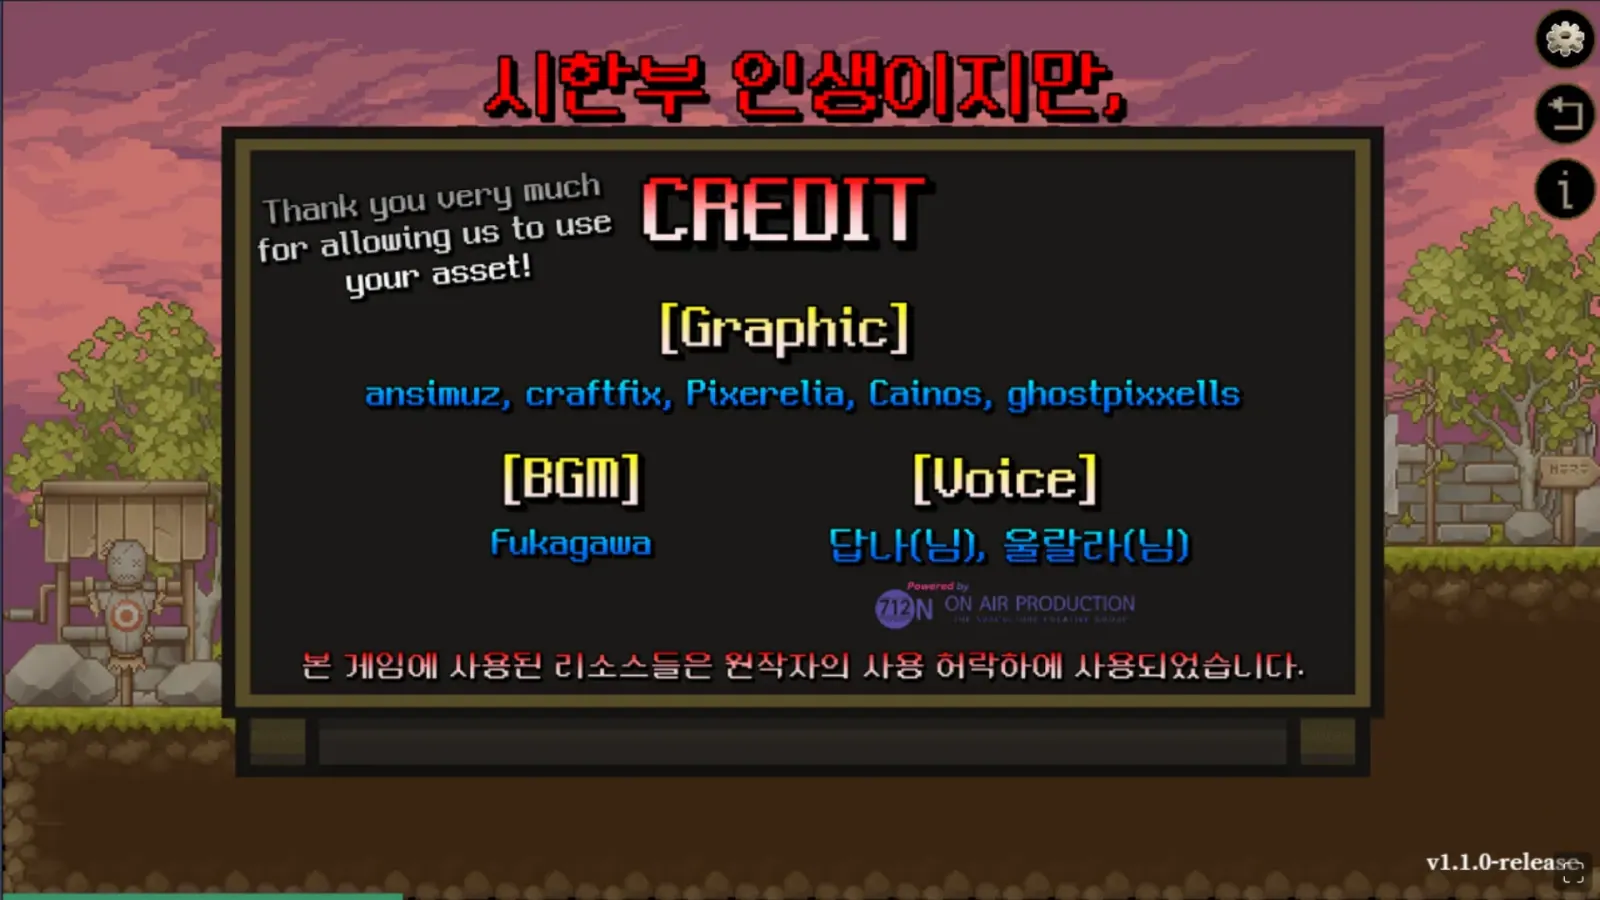 시한부 인생이지만,
Thank you very much
for allowing us to use
your asset!
CREDIT
[Graphic]
ansimuz, craftfix, Pixerelia, Cainos, ghostpixxells
[BGM]
[Voice]
Fukagawa
답나(님), 울랄라(님)
Powered by
712N ON AIR PRODUCTION
본 게임에 사용된 리소스들은 원작자의 사용 허락하에 사용되었습니다.
HERO
v1.1.0-release